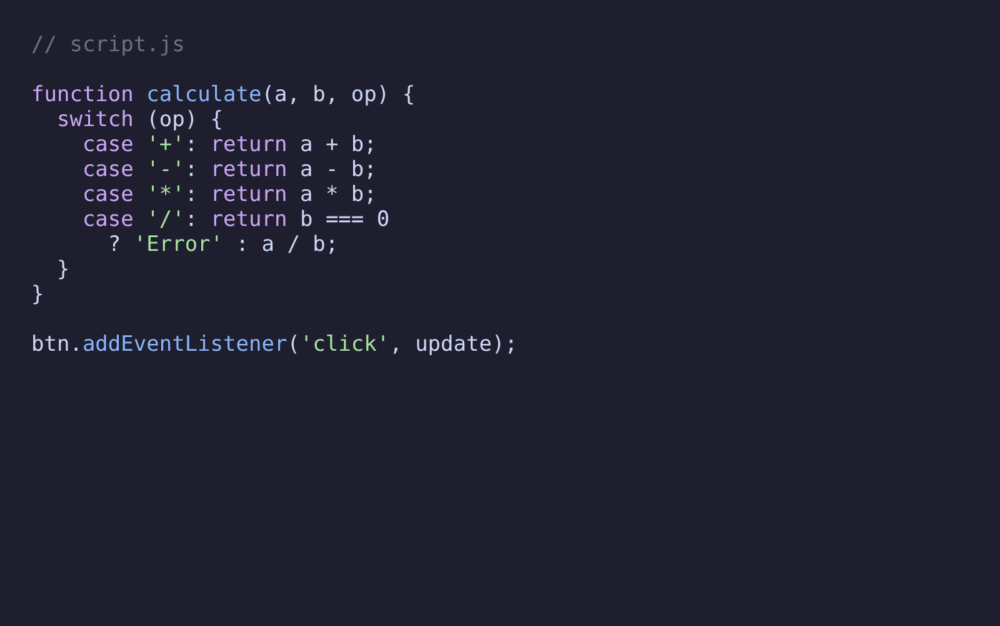 // script.js
function calculate(a, b, op) {
  switch (op) {
    case '+': return a + b;
    case '-': return a - b;
    case '*': return a * b;
    case '/': return b === 0
      ? 'Error' : a / b;
  }
}
btn.addEventListener('click', update);